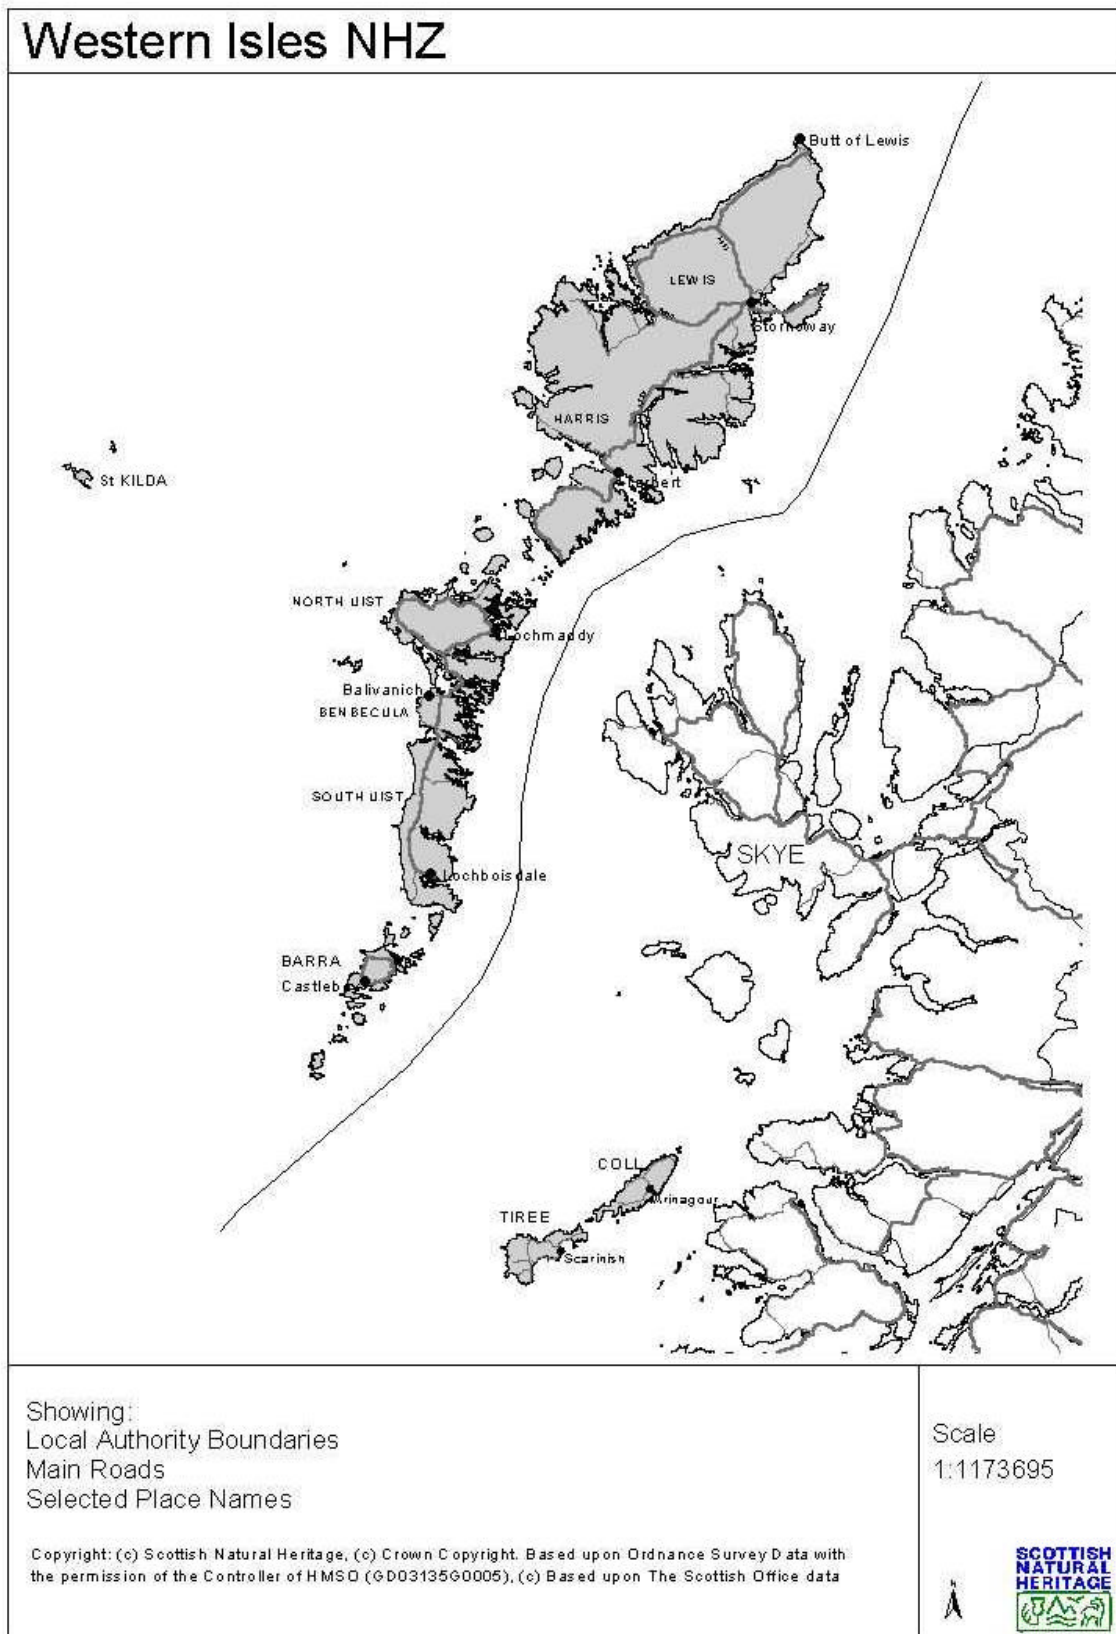 Western Isles NHZ
Butt of Lewis
LEWIS
Stornoway
HARRIS
St KILDA
Tarbert
NORTH UIST
Lochmaddy
Balivanich
BENBECULA
SOUTH UIST
SKYE
Lochboisdale
BARRA
Castleb
COLL
Arinagour
TIREE
Scarinish
Showing:
Local Authority Boundaries
Main Roads
Selected Place Names
Scale
1:1173695
Copyright: (c) Scottish Natural Heritage, (c) Crown Copyright. Based upon Ordnance Survey Data with
the permission of the Controller of HMSO (GD03135G0005), (c) Based upon The Scottish Office data
N
SCOTTISH
NATURAL
HERITAGE